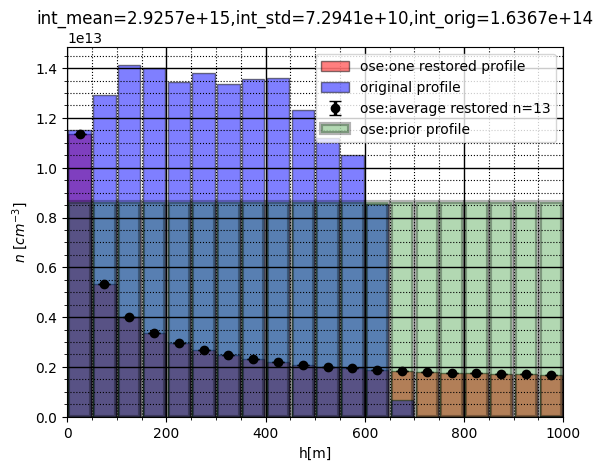 int_mean=2.9257e+15,int_std=7.2941e+10,int_orig=1.6367e+14
1e13
ose:one restored profile
original profile
ose:average restored n=13
ose:prior profile
1.4
1.2
1.0
0.8
0.6
0.4
0.2
0.0
n [cm⁻³]
0 200 400 600 800 1000
h[m]